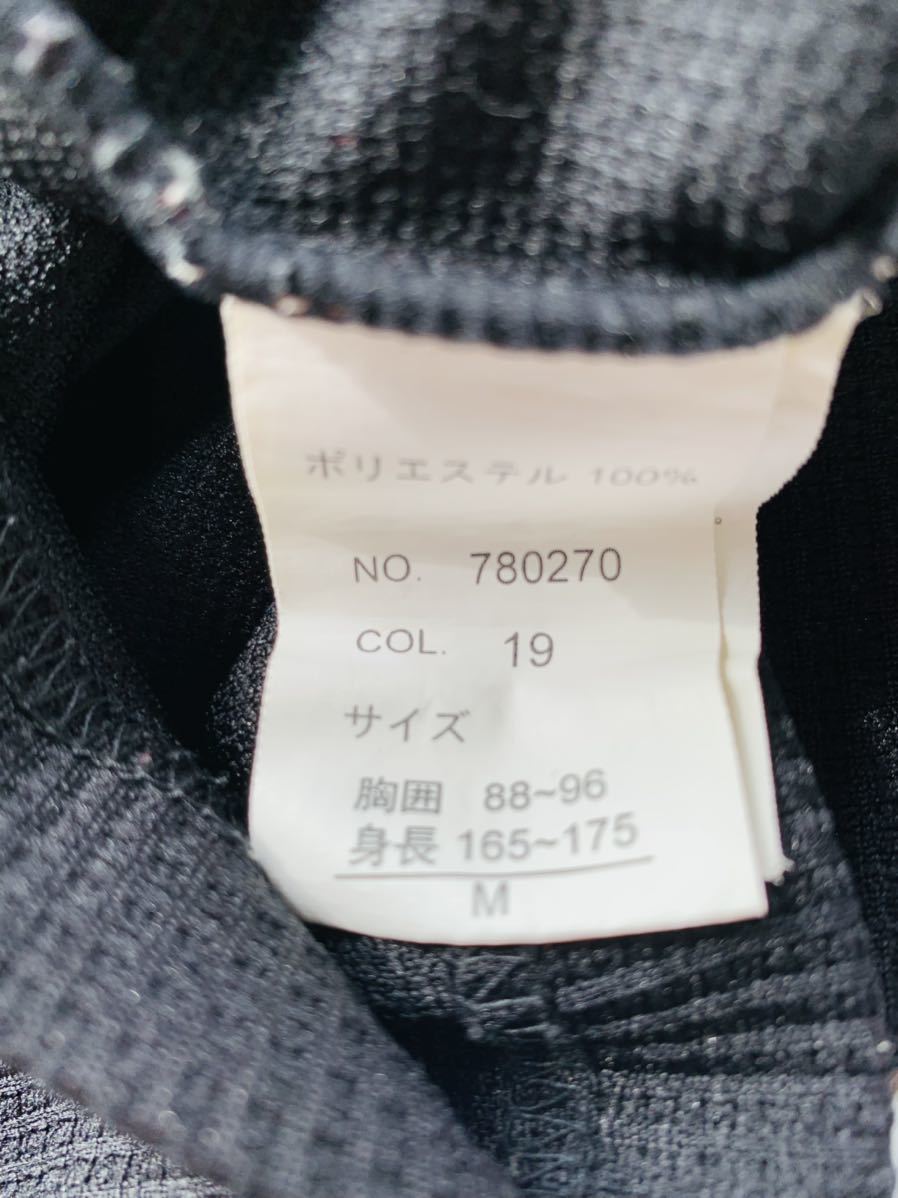 ポリエステル 100%
NO. 780270
COL. 19
サイズ
胸囲 88~96
身長 165~175
M